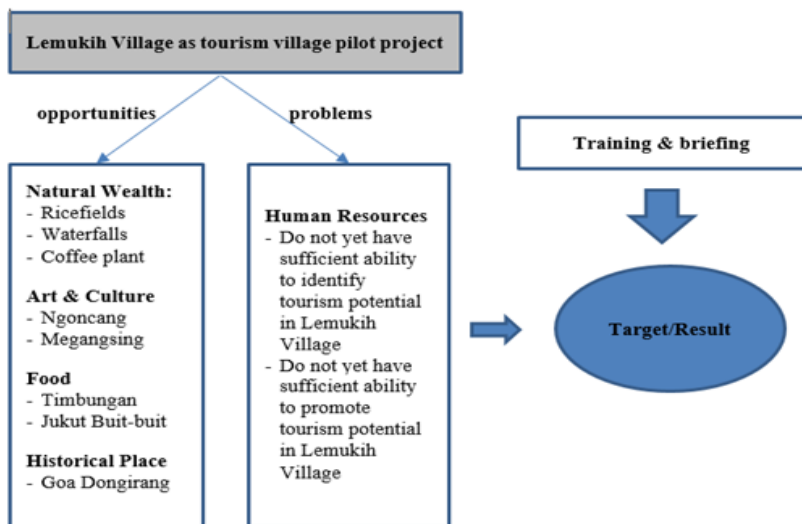 Lemukih Village as tourism village pilot project
opportunities
problems
Natural Wealth:
- Ricefields
- Waterfalls
- Coffee plant
Art & Culture
- Ngoncang
- Megangsing
Food
- Timbungan
- Jukut Buit-buit
Historical Place
- Goa Dongirang
Human Resources
- Do not yet have
sufficient ability
to identify
tourism potential
in Lemukih
Village
- Do not yet have
sufficient ability
to promote
tourism potential
in Lemukih
Village
Training & briefing
Target/Result